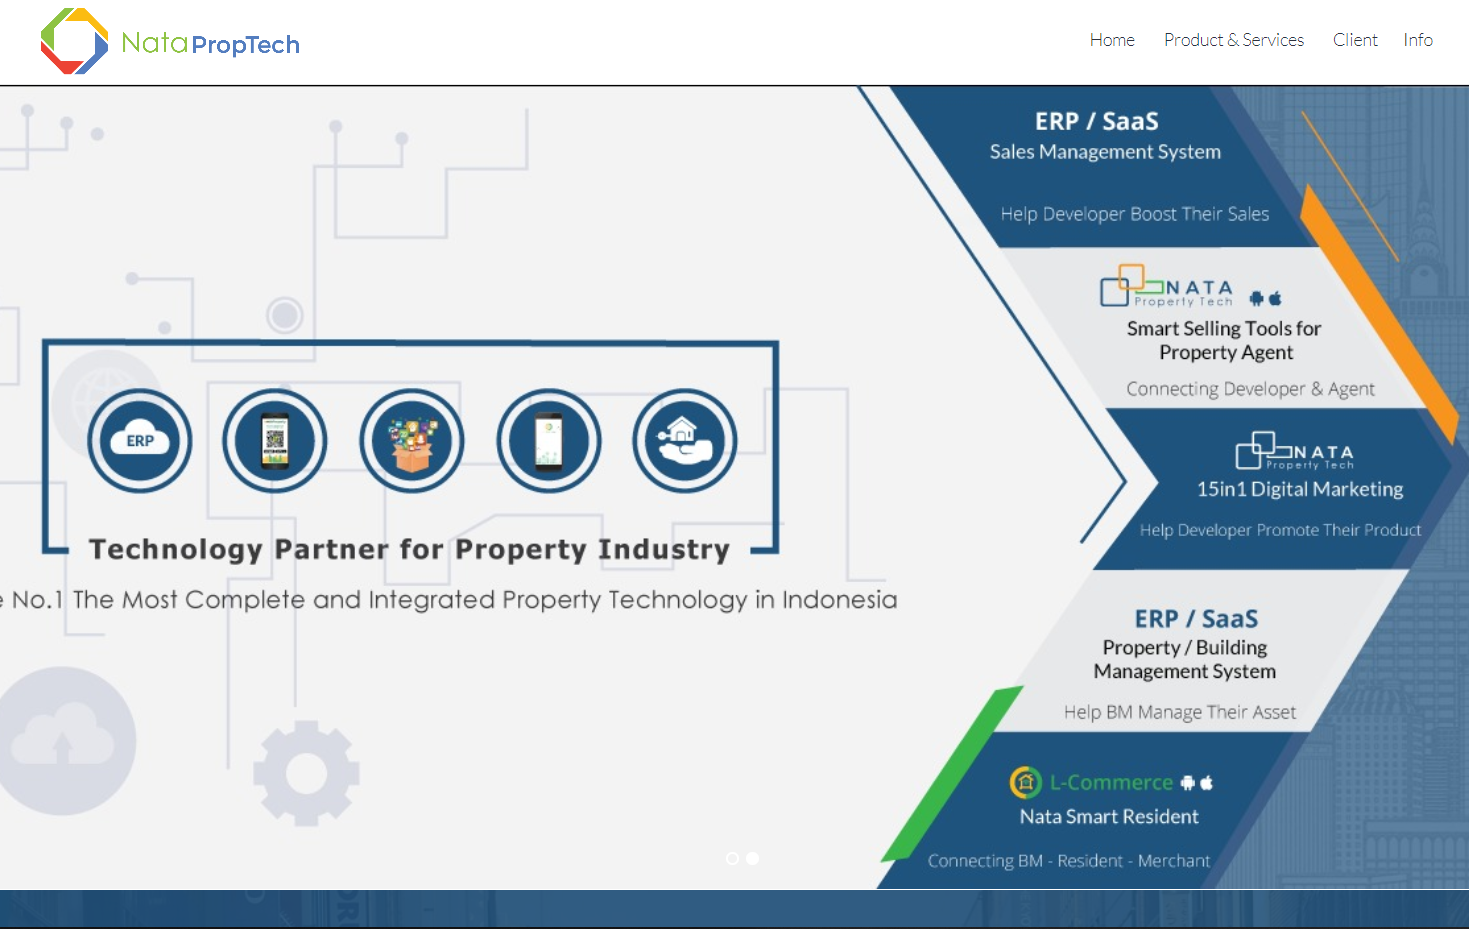 Nata PropTech
Home Product & Services Client Info
ERP
Technology Partner for Property Industry
No.1 The Most Complete and Integrated Property Technology in Indonesia
ERP / SaaS
Sales Management System
Help Developer Boost Their Sales
NATA
Property Tech
Smart Selling Tools for
Property Agent
Connecting Developer & Agent
NATA
Property Tech
15in1 Digital Marketing
Help Developer Promote Their Product
ERP / SaaS
Property / Building
Management System
Help BM Manage Their Asset
L-Commerce
Nata Smart Resident
Connecting BM - Resident - Merchant